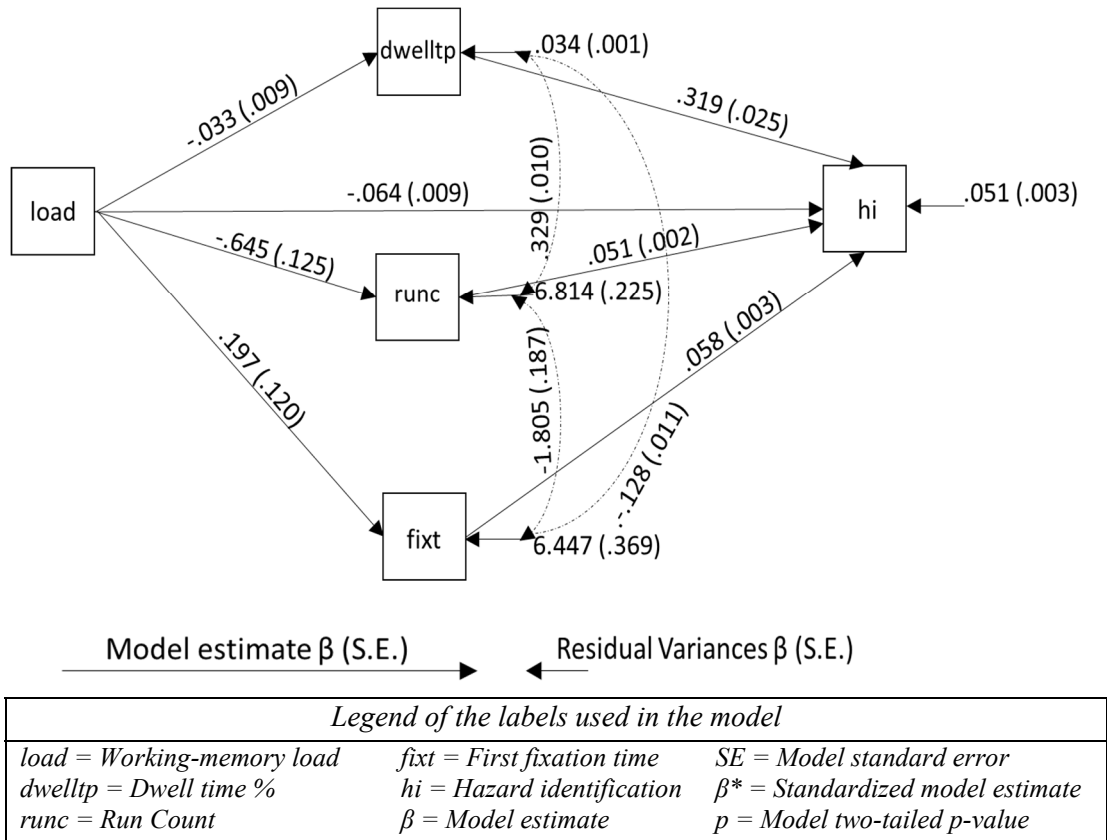 dwelltp
.034 (.001)
-.033 (.009)
.319 (.025)
.329 (.010)
load
-.064 (.009)
hi
.051 (.003)
-.645 (.125)
.051 (.002)
runc
6.814 (.225)
.197 (.120)
-1.805 (.187)
.058 (.003)
-.128 (.011)
fixt
6.447 (.369)
Model estimate β (S.E.)
Residual Variances β (S.E.)
Legend of the labels used in the model
load = Working-memory load
fixt = First fixation time
SE = Model standard error
dwelltp = Dwell time %
hi = Hazard identification
β* = Standardized model estimate
runc = Run Count
β = Model estimate
p = Model two-tailed p-value